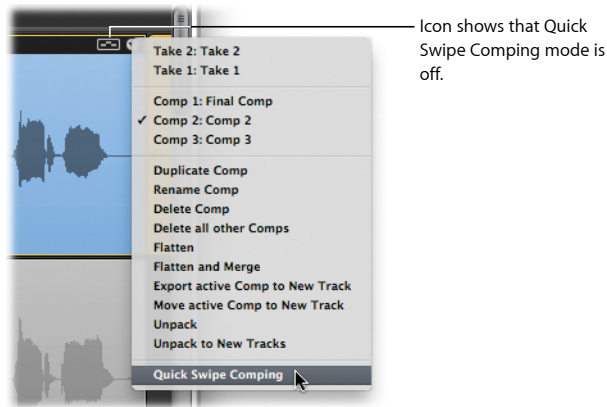 Icon shows that Quick
Swipe Comping mode is
off.
Take 2: Take 2
Take 1: Take 1
Comp 1: Final Comp
✓ Comp 2: Comp 2
Comp 3: Comp 3
Duplicate Comp
Rename Comp
Delete Comp
Delete all other Comps
Flatten
Flatten and Merge
Export active Comp to New Track
Move active Comp to New Track
Unpack
Unpack to New Tracks
Quick Swipe Comping